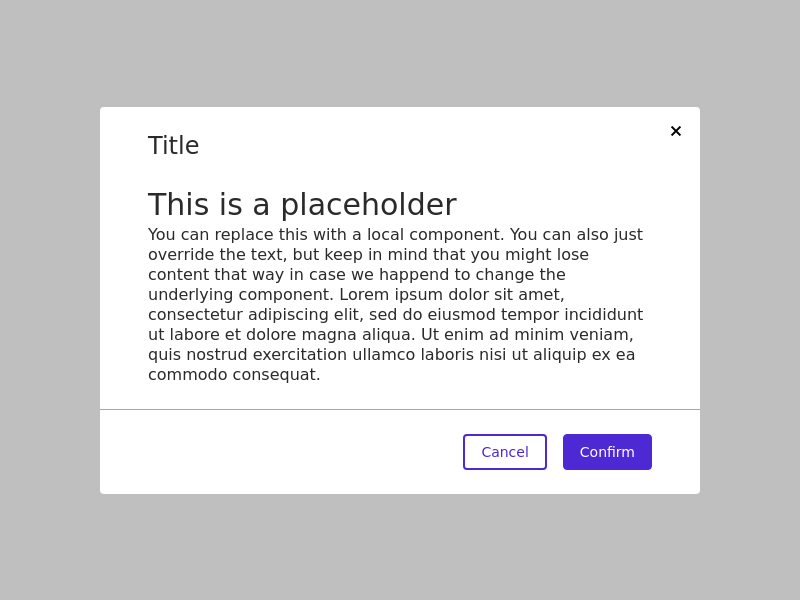 Title
This is a placeholder
You can replace this with a local component. You can also just
override the text, but keep in mind that you might lose
content that way in case we happend to change the
underlying component. Lorem ipsum dolor sit amet,
consectetur adipiscing elit, sed do eiusmod tempor incididunt
ut labore et dolore magna aliqua. Ut enim ad minim veniam,
quis nostrud exercitation ullamco laboris nisi ut aliquip ex ea
commodo consequat.
Cancel
Confirm